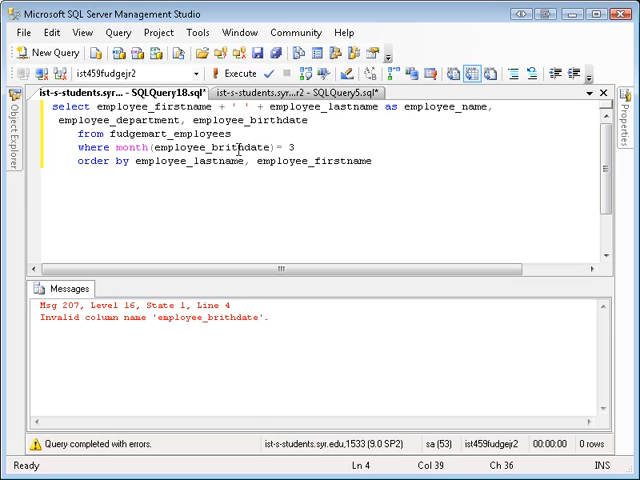 Microsoft SQL Server Management Studio
File Edit View Query Project Tools Window Community Help
New Query
ist459fudgejr2 Execute
ist-s-students.syr... - SQLQuery18.sql* ist-s-students.syr...r2 - SQLQuery5.sql*
Object Explorer
Properties
select employee_firstname + ' ' + employee_lastname as employee_name,
employee_department, employee_birthdate
from fudgemart_employees
where month(employee_brithdate)= 3
order by employee_lastname, employee_firstname
Messages
Msg 207, Level 16, State 1, Line 4
Invalid column name 'employee_brithdate'.
Query completed with errors. ist-s-students.syr.edu,1533 (9.0 SP2) sa (53) ist459fudgejr2 00:00:00 0 rows
Ready Ln 4 Col 39 Ch 36 INS